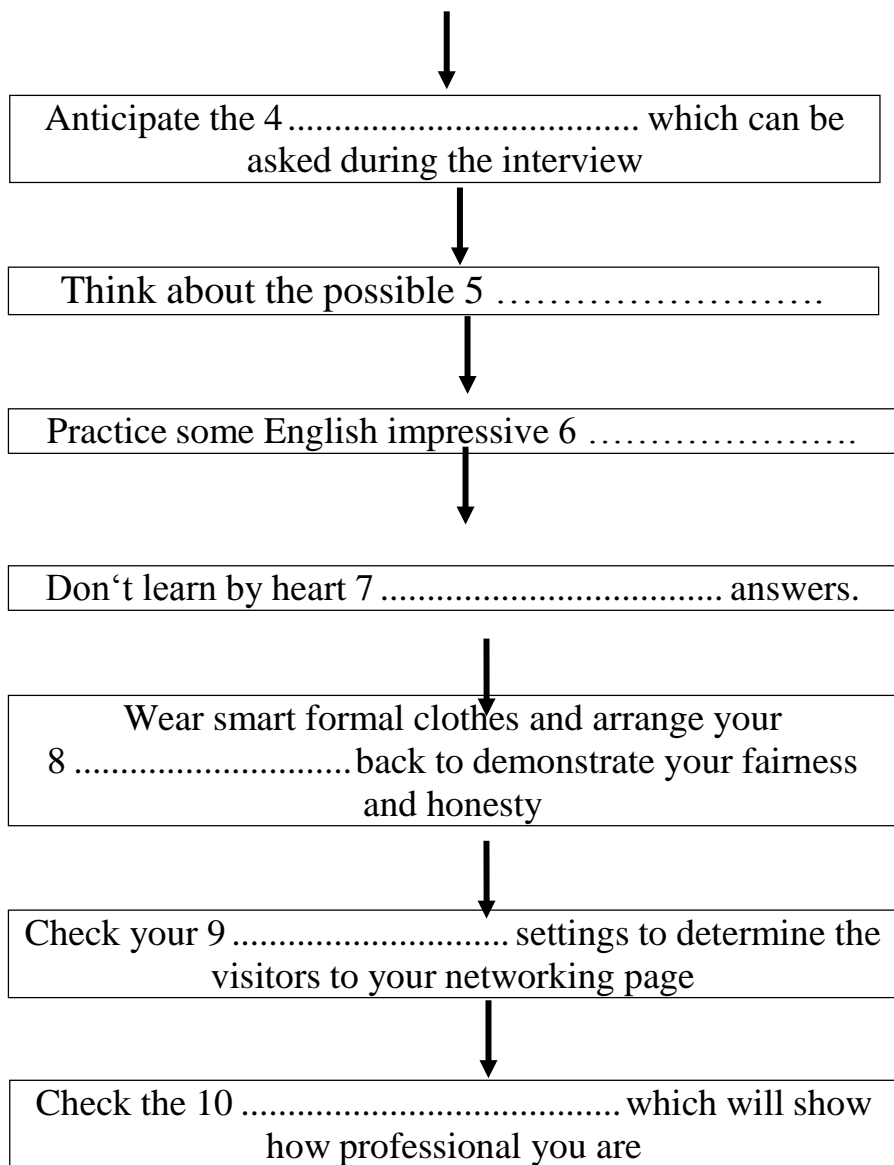 Anticipate the 4 .................................... which can be
asked during the interview
Think about the possible 5 …………………….
Practice some English impressive 6 ………………….
Don‘t learn by heart 7 ................................... answers.
Wear smart formal clothes and arrange your
8 ............................back to demonstrate your fairness
and honesty
Check your 9 ............................ settings to determine the
visitors to your networking page
Check the 10 ...................................... which will show
how professional you are